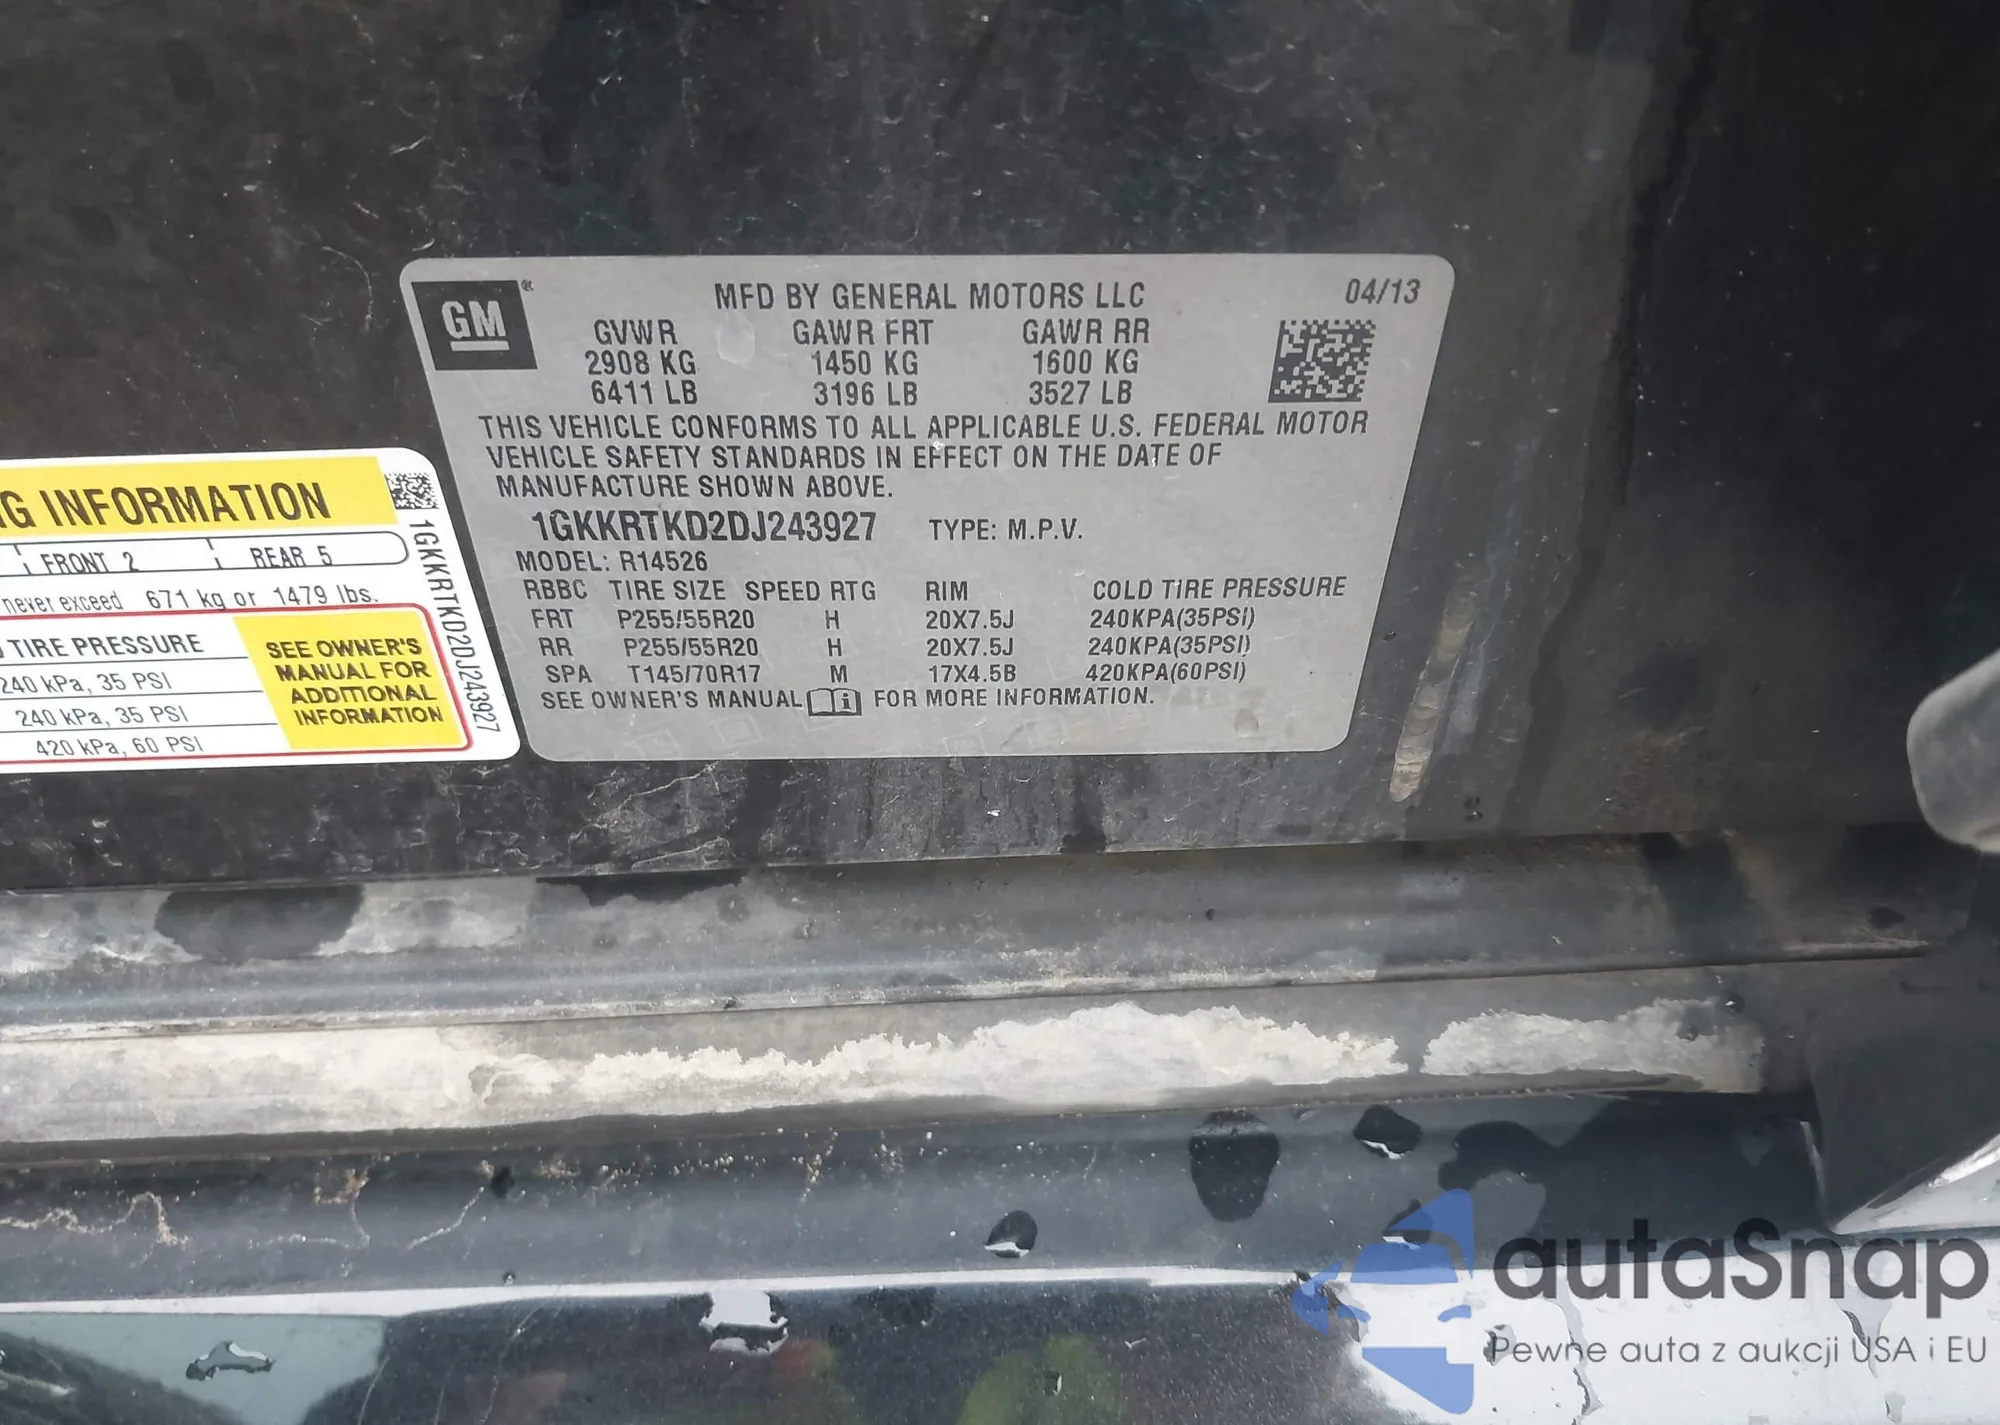 GM ®
MFD BY GENERAL MOTORS LLC 04/13
GVWR GAWR FRT GAWR RR
2908 KG 1450 KG 1600 KG
6411 LB 3196 LB 3527 LB
THIS VEHICLE CONFORMS TO ALL APPLICABLE U.S. FEDERAL MOTOR
VEHICLE SAFETY STANDARDS IN EFFECT ON THE DATE OF
MANUFACTURE SHOWN ABOVE.
1GKKRTKD2DJ243927 TYPE: M.P.V.
MODEL: R14526
RBBC TIRE SIZE SPEED RTG RIM COLD TIRE PRESSURE
FRT P255/55R20 H 20X7.5J 240KPA(35PSI)
RR P255/55R20 H 20X7.5J 240KPA(35PSI)
SPA T145/70R17 M 17X4.5B 420KPA(60PSI)
SEE OWNER'S MANUAL i FOR MORE INFORMATION.
G INFORMATION
FRONT 2 REAR 5
never exceed 671 kg or 1479 lbs.
TIRE PRESSURE
240 kPa, 35 PSI
240 kPa, 35 PSI
420 kPa, 60 PSI
SEE OWNER'S
MANUAL FOR
ADDITIONAL
INFORMATION
1GKKRTKD2DJ243927
autaSnap
Pewne auta z aukcji USA i EU